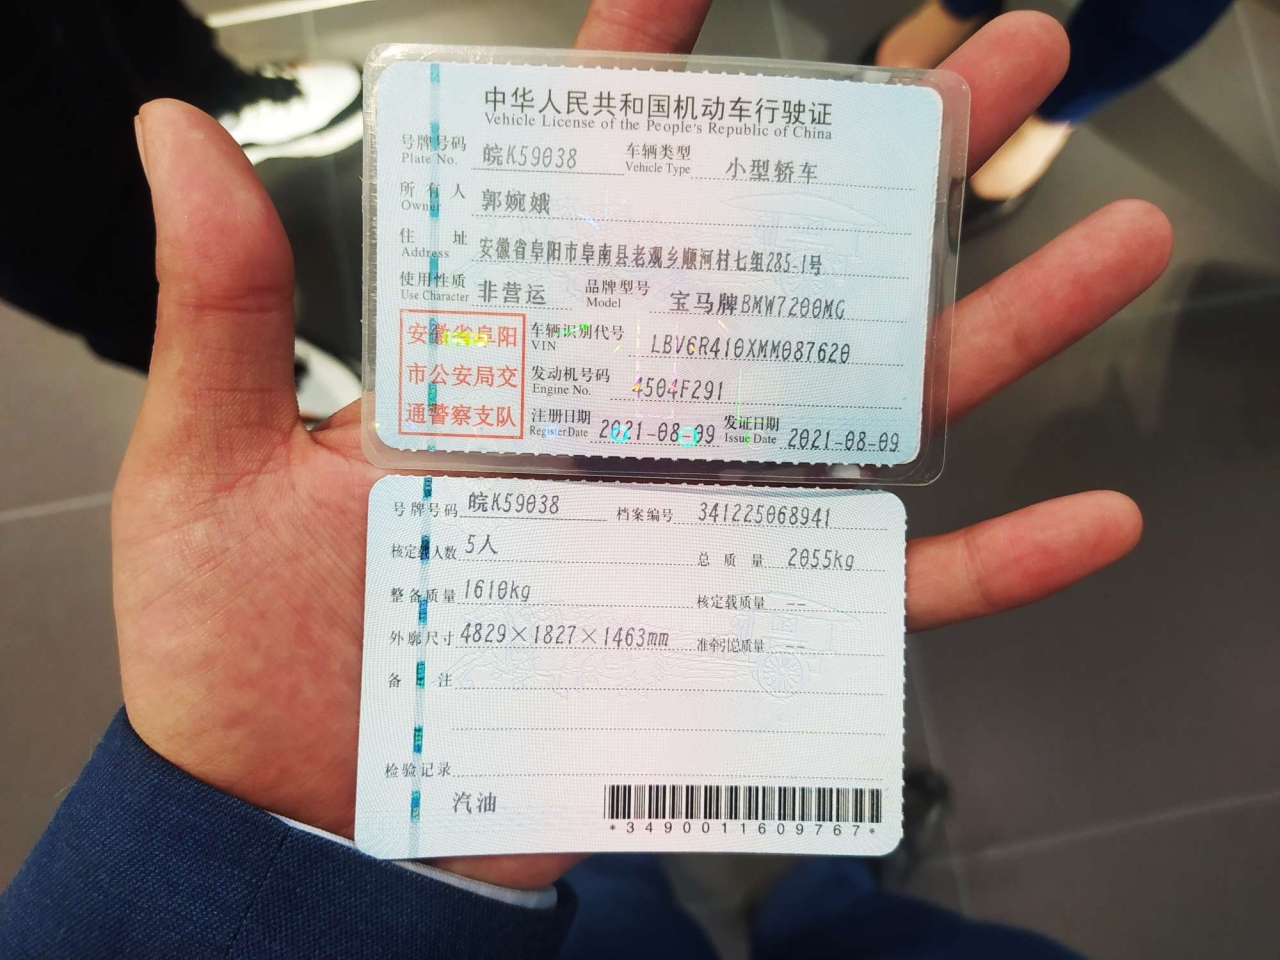 中华人民共和国机动车行驶证
Vehicle License of the People's Republic of China
号牌号码 Plate No. 皖K59038 车辆类型 Vehicle Type 小型轿车
所有人 Owner 郭婉娥
住址 Address 安徽省阜阳市阜南县老观乡顺河村七组285-1号
使用性质 Use Character 非营运 品牌型号 Model 宝马牌BMW7200MG
安徽省阜阳
市公安局交
通警察支队
车辆识别代号 VIN LBV6R410XMM087620
发动机号码 Engine No. 4504F291
注册日期 Register Date 2021-08-09 发证日期 Issue Date 2021-08-09
号牌号码 皖K59038 档案编号 341225068941
核定载人数 5人 总质量 2055kg
整备质量 1610kg 核定载质量 --
外廓尺寸 4829×1827×1463mm 准牵引总质量 --
备注
检验记录
汽油
*3490011609767*